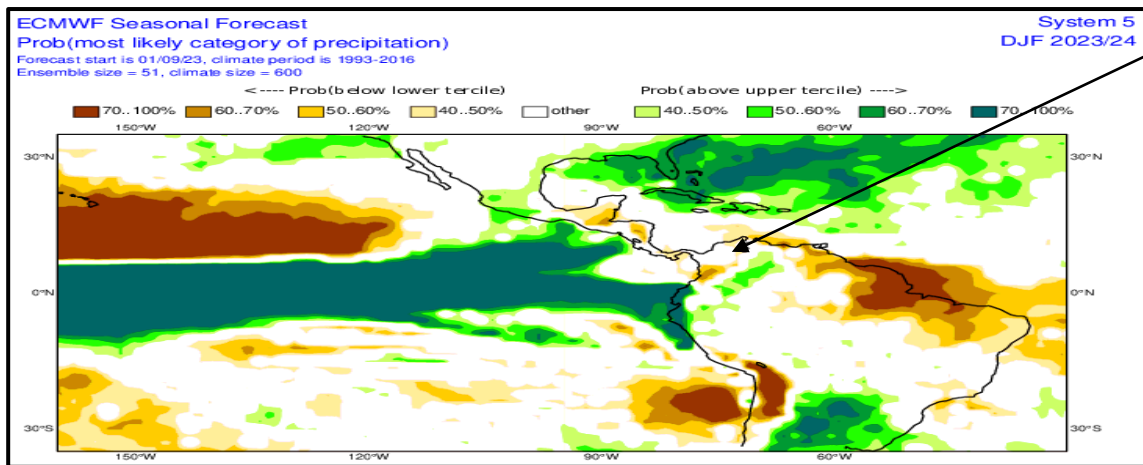 ECMWF Seasonal Forecast
System 5
Prob(most likely category of precipitation)
DJF 2023/24
Forecast start is 01/09/23, climate period is 1993-2016
Ensemble size = 51, climate size = 600
<---- Prob(below lower tercile)
Prob(above upper tercile) ---->
70..100% 60..70% 50..60% 40..50% other 40..50% 50..60% 60..70% 70..100%
150°W 120°W 90°W 60°W
30°N 30°N
0°N 0°N
30°S 30°S
150°W 120°W 90°W 60°W